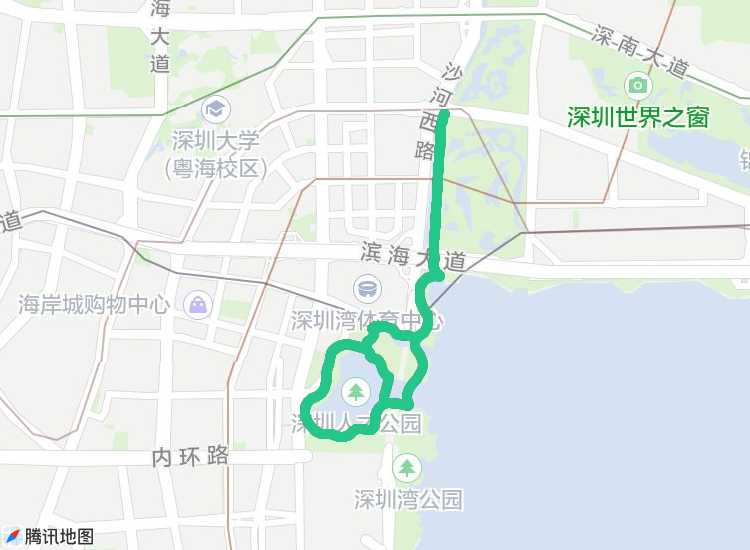 海大道
深南大道
沙河西路
深圳世界之窗
深圳大学
(粤海校区)
锦
道
滨海大道
海岸城购物中心
深圳湾体育中心
深圳人才公园
内环路
深圳湾公园
腾讯地图